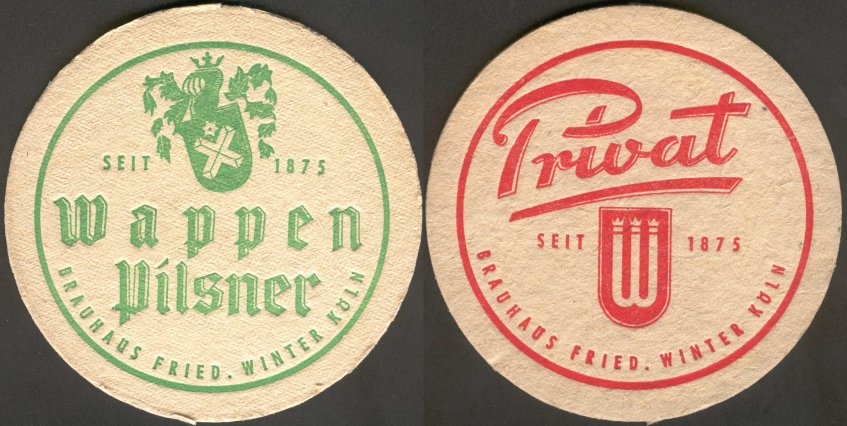 SEIT 1875
Wappen
Pilsner
BRAUHAUS FRIED. WINTER KÖLN
Privat
SEIT W 1875
BRAUHAUS FRIED. WINTER KÖLN